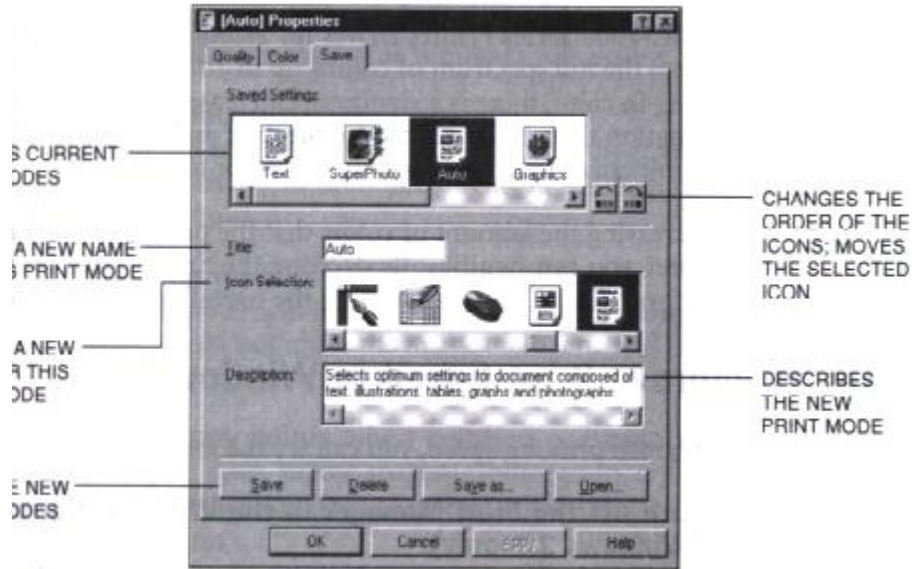 [Auto] Properties
Quality Color Save
Saved Settings:
Text SuperPhoto Auto Graphics
S CURRENT
ODES
CHANGES THE
ORDER OF THE
ICONS; MOVES
THE SELECTED
ICON
A NEW NAME
G PRINT MODE
Title:
Auto
Icon Selection:
A NEW
R THIS
ODE
Description:
Selects optimum settings for document composed of
text, illustrations, tables, graphs and photographs
DESCRIBES
THE NEW
PRINT MODE
E NEW
ODES
Save Delete Save as... Open...
OK Cancel Apply Help